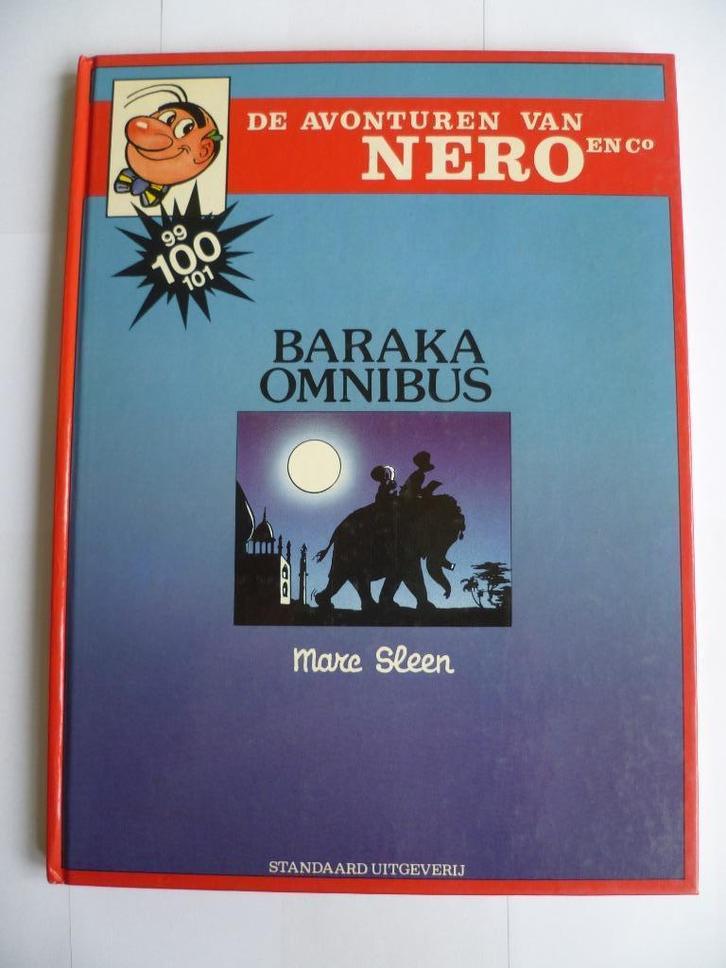 DE AVONTUREN VAN
NERO EN Co
99
100
101
BARAKA
OMNIBUS
Marc Sleen
STANDAARD UITGEVERIJ